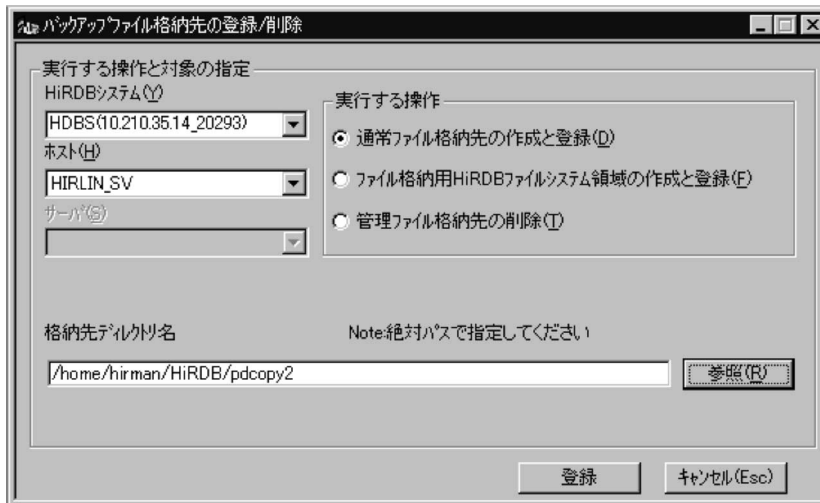 バックアップファイル格納先の登録/削除
実行する操作と対象の指定
HiRDBシステム(Y)
HDBS(10.210.35.14_20293)
ホスト(H)
HIRLIN_SV
サーバ(S)
実行する操作
通常ファイル格納先の作成と登録(D)
ファイル格納用HiRDBファイルシステム領域の作成と登録(F)
管理ファイル格納先の削除(T)
格納先ディレクトリ名
Note:絶対パスで指定してください
/home/hirman/HiRDB/pdcopy2
参照(R)
登録
キャンセル(Esc)